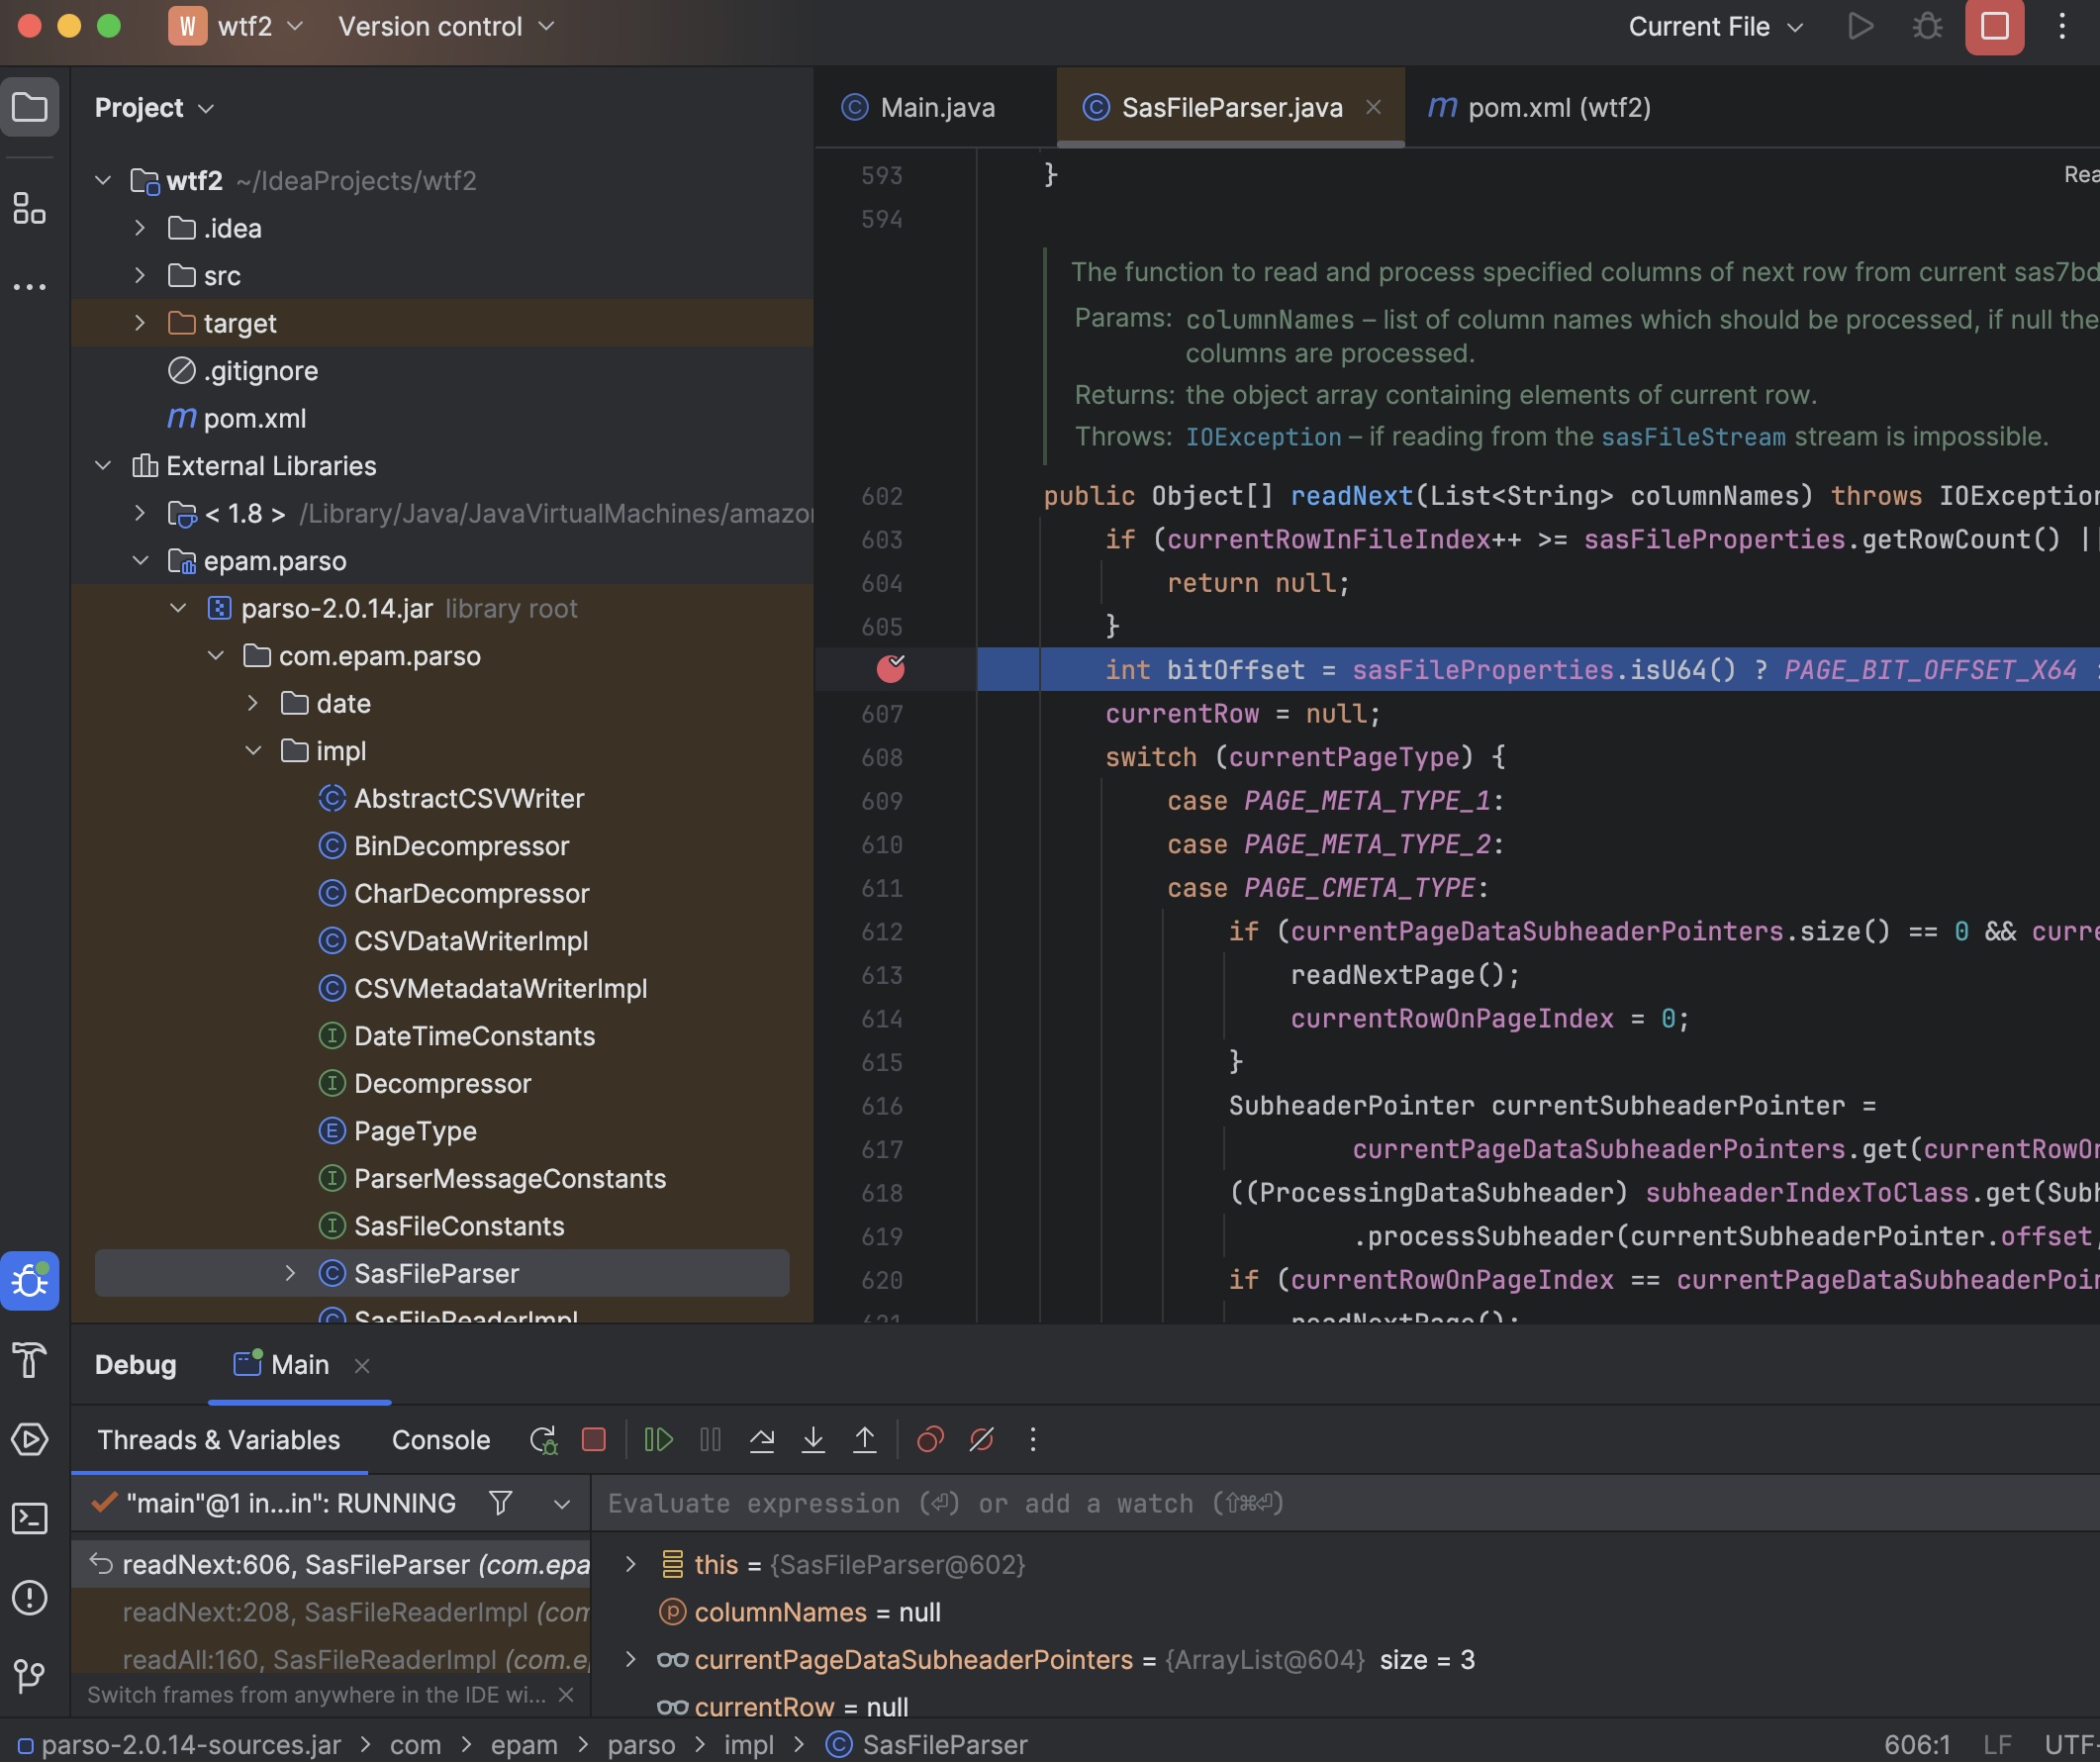 W wtf2 Version control Current File
Project
wtf2 ~/IdeaProjects/wtf2
.idea
src
target
.gitignore
m pom.xml
External Libraries
< 1.8 > /Library/Java/JavaVirtualMachines/amazo
epam.parso
parso-2.0.14.jar library root
com.epam.parso
date
impl
C AbstractCSVWriter
C BinDecompressor
C CharDecompressor
C CSVDataWriterImpl
C CSVMetadataWriterImpl
I DateTimeConstants
I Decompressor
E PageType
I ParserMessageConstants
I SasFileConstants
C SasFileParser
C SasFileReaderImpl
C Main.java C SasFileParser.java m pom.xml (wtf2)
593 }
Rea
594
The function to read and process specified columns of next row from current sas7bd
Params: columnNames – list of column names which should be processed, if null the
columns are processed.
Returns: the object array containing elements of current row.
Throws: IOException – if reading from the sasFileStream stream is impossible.
602 public Object[] readNext(List<String> columnNames) throws IOException
603 if (currentRowInFileIndex++ >= sasFileProperties.getRowCount() ||
604 return null;
605 }
int bitOffset = sasFileProperties.isU64() ? PAGE_BIT_OFFSET_X64 :
607 currentRow = null;
608 switch (currentPageType) {
609 case PAGE_META_TYPE_1:
610 case PAGE_META_TYPE_2:
611 case PAGE_CMETA_TYPE:
612 if (currentPageDataSubheaderPointers.size() == 0 && curre
613 readNextPage();
614 currentRowOnPageIndex = 0;
615 }
616 SubheaderPointer currentSubheaderPointer =
617 currentPageDataSubheaderPointers.get(currentRowOn
618 ((ProcessingDataSubheader) subheaderIndexToClass.get(Subh
619 .processSubheader(currentSubheaderPointer.offset,
620 if (currentRowOnPageIndex == currentPageDataSubheaderPoin
621 readNextPage();
Debug Main
Threads & Variables Console
"main"@1 in...in": RUNNING
Evaluate expression (⏎) or add a watch (⇧⌘⏎)
readNext:606, SasFileParser (com.epa
readNext:208, SasFileReaderImpl (com
readAll:160, SasFileReaderImpl (com.e
Switch frames from anywhere in the IDE wi...
this = {SasFileParser@602}
p columnNames = null
currentPageDataSubheaderPointers = {ArrayList@604} size = 3
currentRow = null
parso-2.0.14-sources.jar > com > epam > parso > impl > C SasFileParser
606:1 LF UTF-